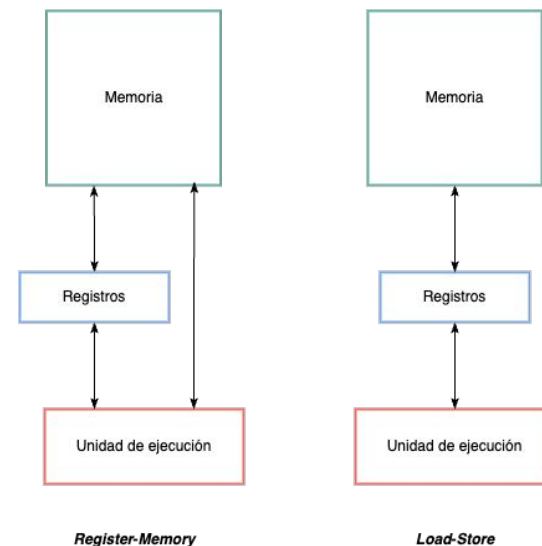 Memoria
Registros
Unidad de ejecución
Register-Memory
Memoria
Registros
Unidad de ejecución
Load-Store